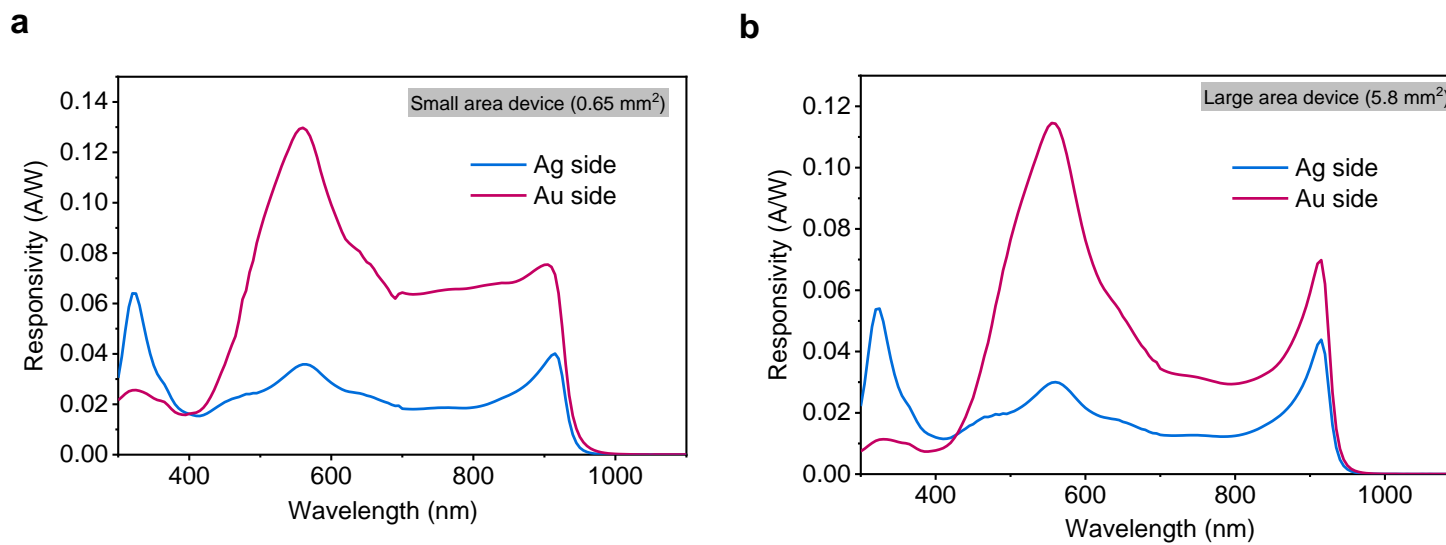 a
Small area device (0.65 mm²)
Ag side
Au side
Responsivity (A/W)
0.14
0.12
0.10
0.08
0.06
0.04
0.02
0.00
400
600
800
1000
Wavelength (nm)
b
Large area device (5.8 mm²)
Ag side
Au side
Responsivity (A/W)
0.12
0.10
0.08
0.06
0.04
0.02
0.00
400
600
800
1000
Wavelength (nm)